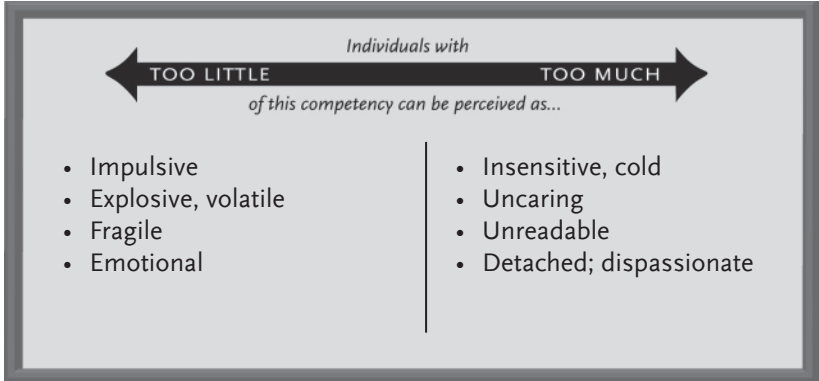 Individuals with
TOO LITTLE TOO MUCH
of this competency can be perceived as...
• Impulsive
• Explosive, volatile
• Fragile
• Emotional
• Insensitive, cold
• Uncaring
• Unreadable
• Detached; dispassionate